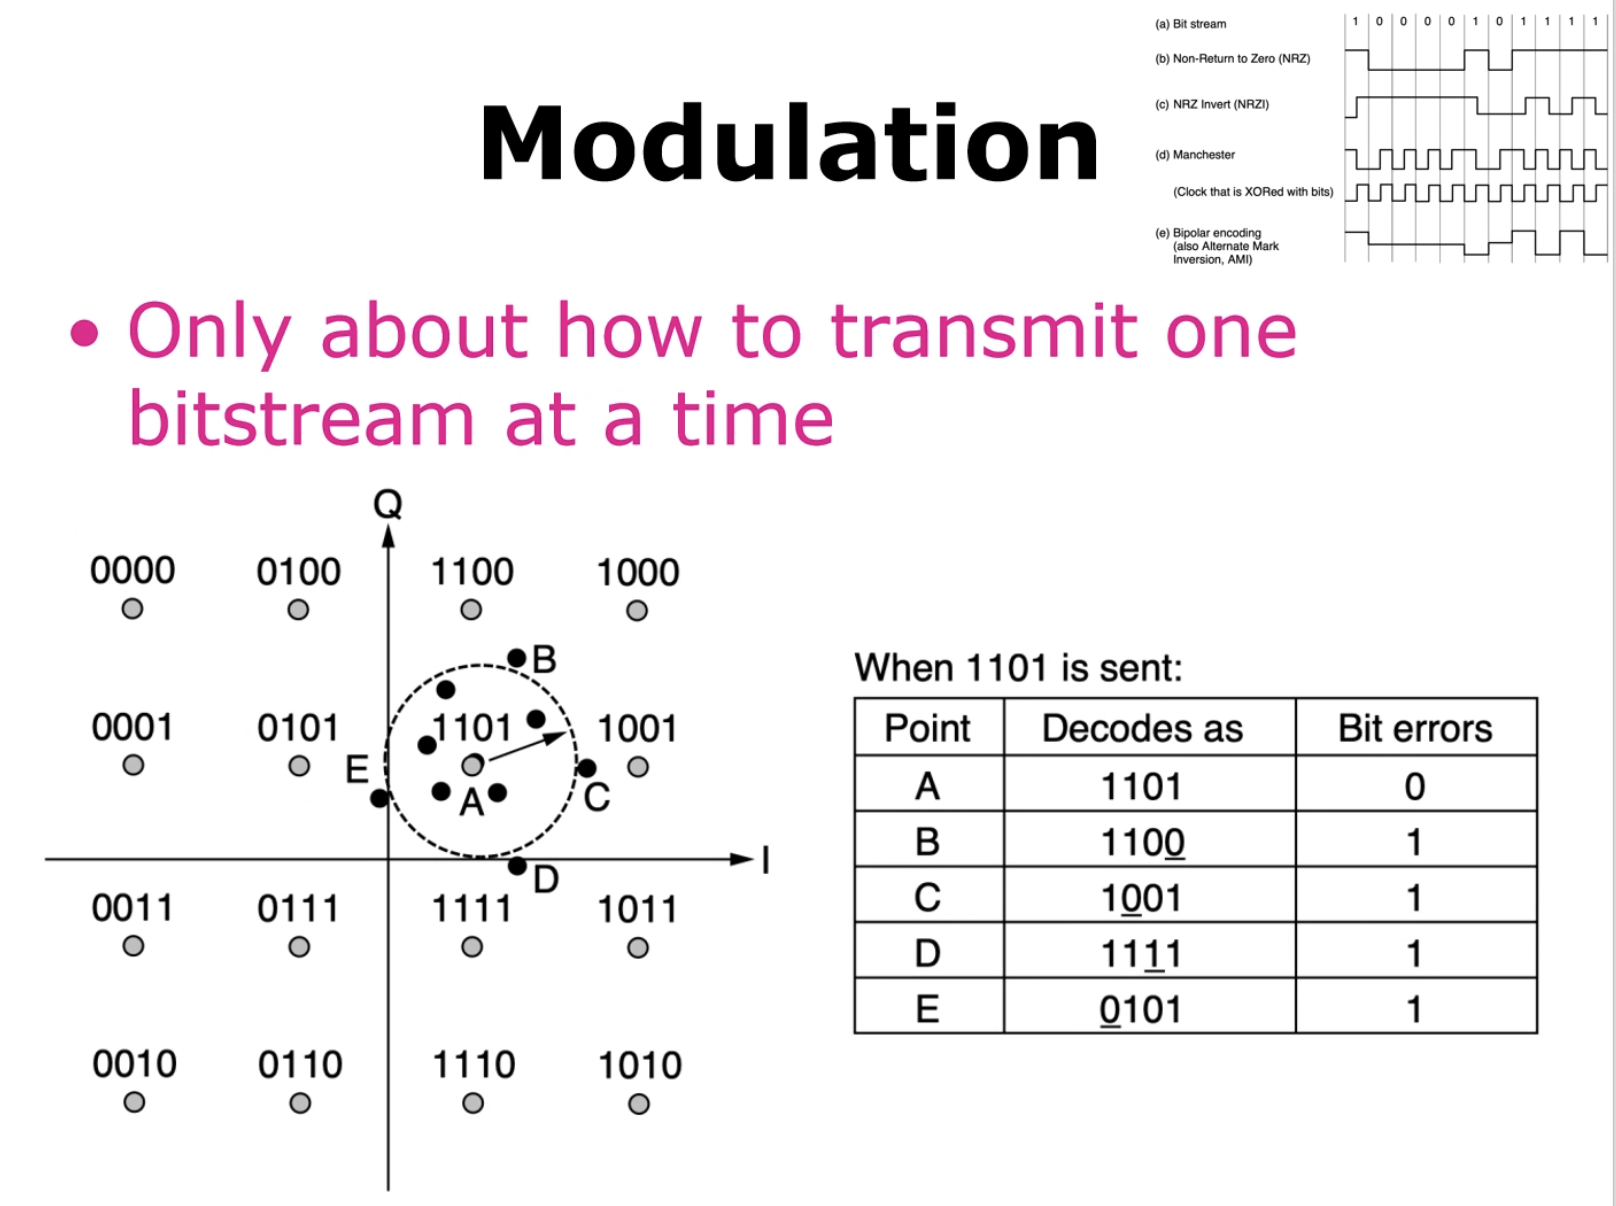 (a) Bit stream 1 0 0 0 0 1 0 1 1 1 1
(b) Non-Return to Zero (NRZ)
(c) NRZ Invert (NRZI)
(d) Manchester
(Clock that is XORed with bits)
(e) Bipolar encoding
(also Alternate Mark
Inversion, AMI)
Modulation
• Only about how to transmit one
bitstream at a time
Q
0000 0100 1100 1000
B
0001 0101 1101 1001
E
A C
I
D
0011 0111 1111 1011
0010 0110 1110 1010
When 1101 is sent:
Point Decodes as Bit errors
A 1101 0
B 1100 1
C 1001 1
D 1111 1
E 0101 1